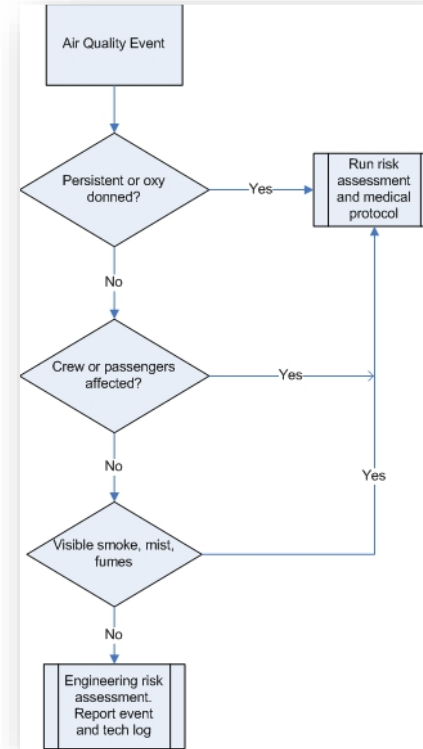 Air Quality Event
Persistent or oxy
donned?
Yes
Run risk
assessment
and medical
protocol
No
Crew or passengers
affected?
Yes
No
Yes
Visible smoke, mist,
fumes
No
Engineering risk
assessment.
Report event
and tech log